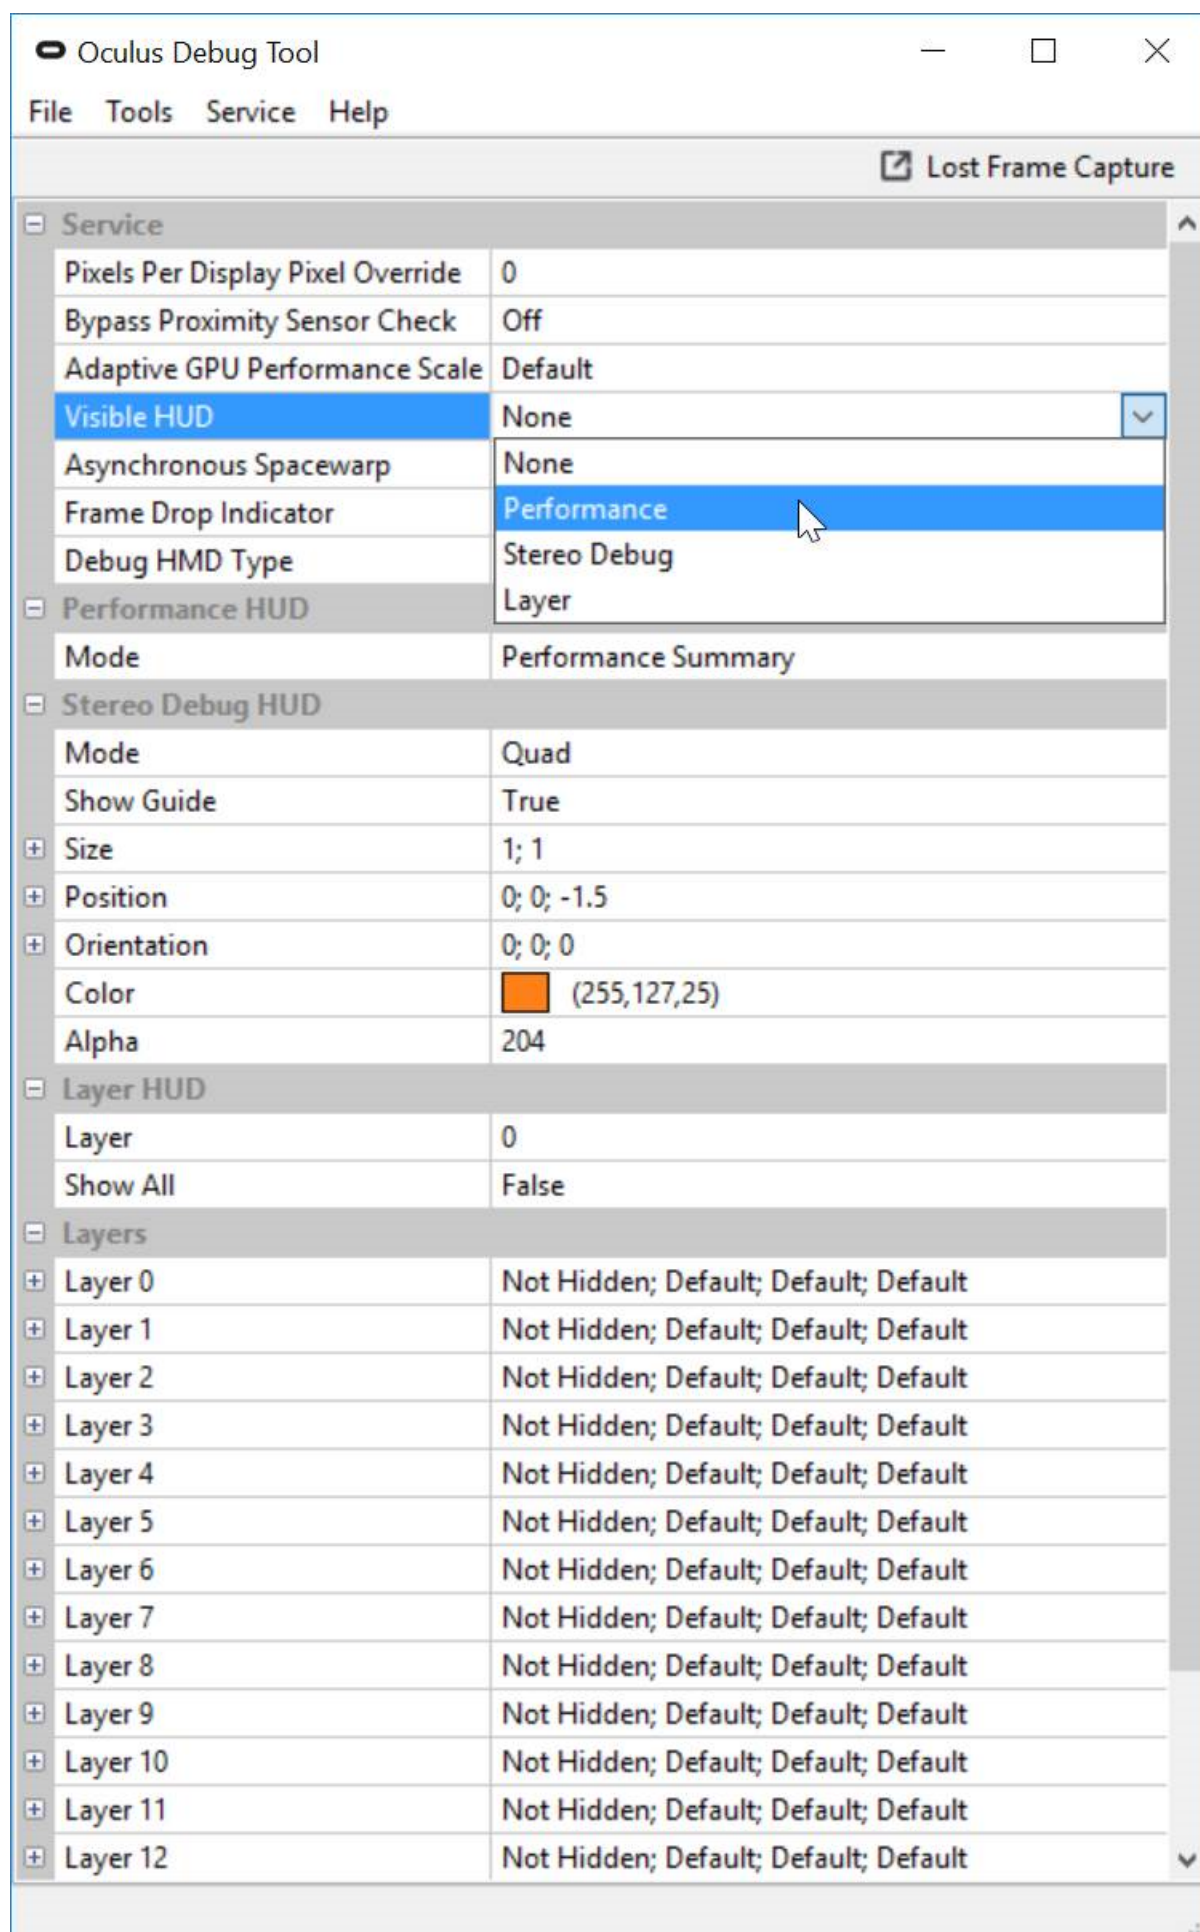 Oculus Debug Tool
File Tools Service Help
Lost Frame Capture
Service
Pixels Per Display Pixel Override 0
Bypass Proximity Sensor Check Off
Adaptive GPU Performance Scale Default
Visible HUD None
Asynchronous Spacewarp None
Frame Drop Indicator Performance
Debug HMD Type Stereo Debug
Performance HUD Layer
Mode Performance Summary
Stereo Debug HUD
Mode Quad
Show Guide True
Size 1; 1
Position 0; 0; -1.5
Orientation 0; 0; 0
Color (255,127,25)
Alpha 204
Layer HUD
Layer 0
Show All False
Layers
Layer 0 Not Hidden; Default; Default; Default
Layer 1 Not Hidden; Default; Default; Default
Layer 2 Not Hidden; Default; Default; Default
Layer 3 Not Hidden; Default; Default; Default
Layer 4 Not Hidden; Default; Default; Default
Layer 5 Not Hidden; Default; Default; Default
Layer 6 Not Hidden; Default; Default; Default
Layer 7 Not Hidden; Default; Default; Default
Layer 8 Not Hidden; Default; Default; Default
Layer 9 Not Hidden; Default; Default; Default
Layer 10 Not Hidden; Default; Default; Default
Layer 11 Not Hidden; Default; Default; Default
Layer 12 Not Hidden; Default; Default; Default